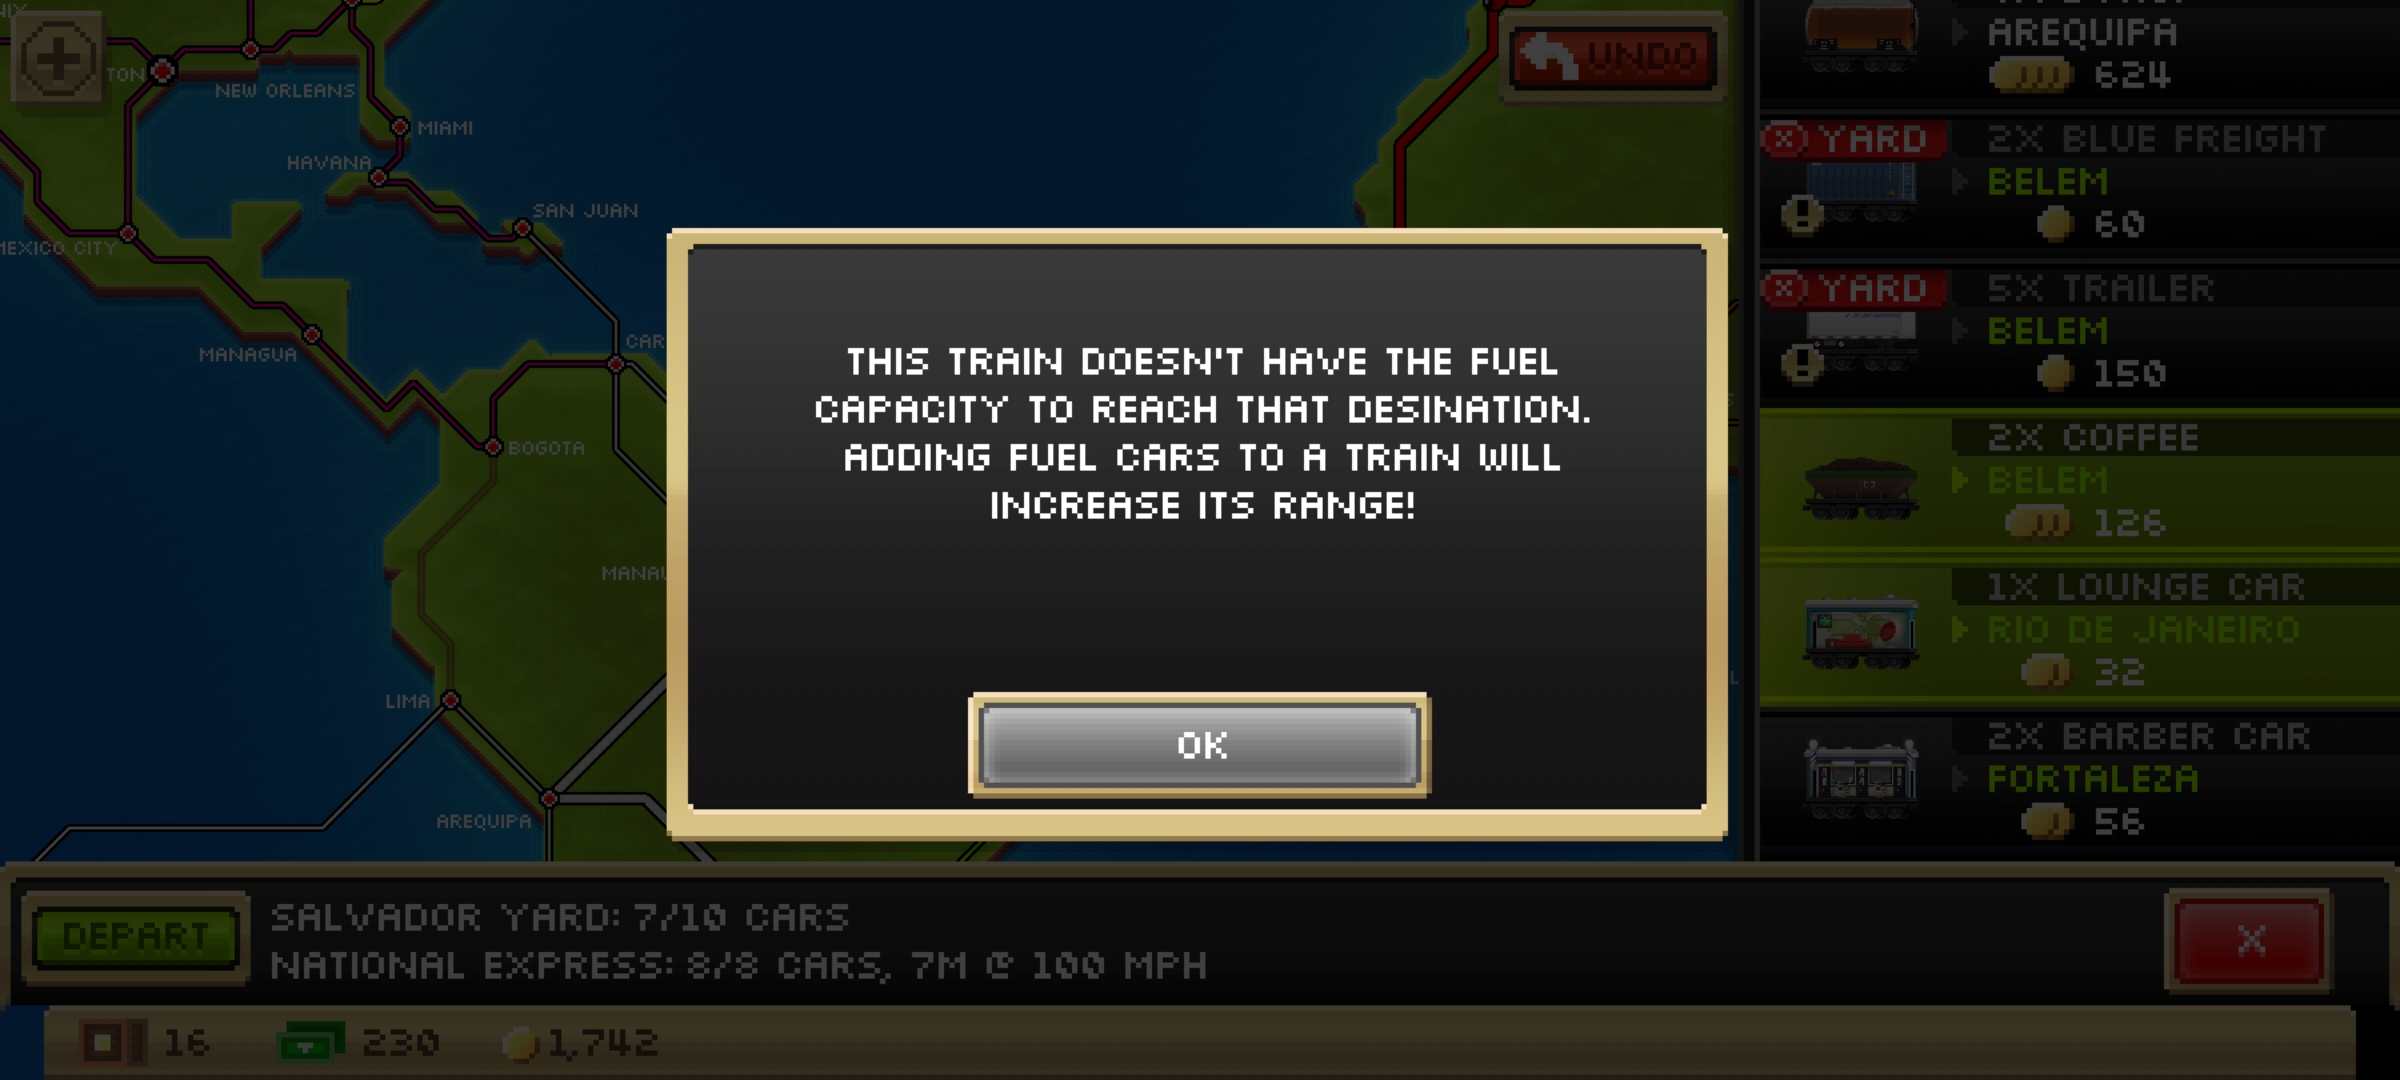 TON
NEW ORLEANS
MIAMI
HAVANA
SAN JUAN
MEXICO CITY
MANAGUA
BOGOTA
LIMA
AREQUIPA
UNDO
THIS TRAIN DOESN'T HAVE THE FUEL
CAPACITY TO REACH THAT DESINATION.
ADDING FUEL CARS TO A TRAIN WILL
INCREASE ITS RANGE!
OK
AREQUIPA
624
YARD
2X BLUE FREIGHT
BELEM
60
YARD
5X TRAILER
BELEM
150
2X COFFEE
BELEM
126
1X LOUNGE CAR
RIO DE JANEIRO
32
2X BARBER CAR
FORTALEZA
56
DEPART
SALVADOR YARD: 7/10 CARS
NATIONAL EXPRESS: 8/8 CARS, 7M @ 100 MPH
X
16
230
1,742